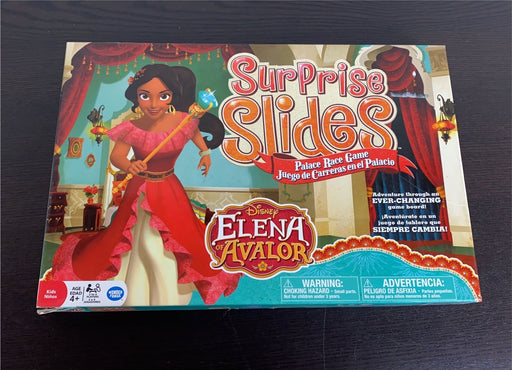 Surprise
Slides
Palace Race Game
Juego de Carreras en el Palacio
Adventure through an
EVER-CHANGING
game board!
¡Aventúrate en un
juego de tablero que
SIEMPRE CAMBIA!
Disney
ELENA
OF AVALOR
Kids
Niños
AGE
EDAD
4+
WARNING:
CHOKING HAZARD - Small parts.
Not for children under 3 years.
ADVERTENCIA:
PELIGRO DE ASFIXIA - Partes pequeñas.
No es apto para niños menores de 3 años.